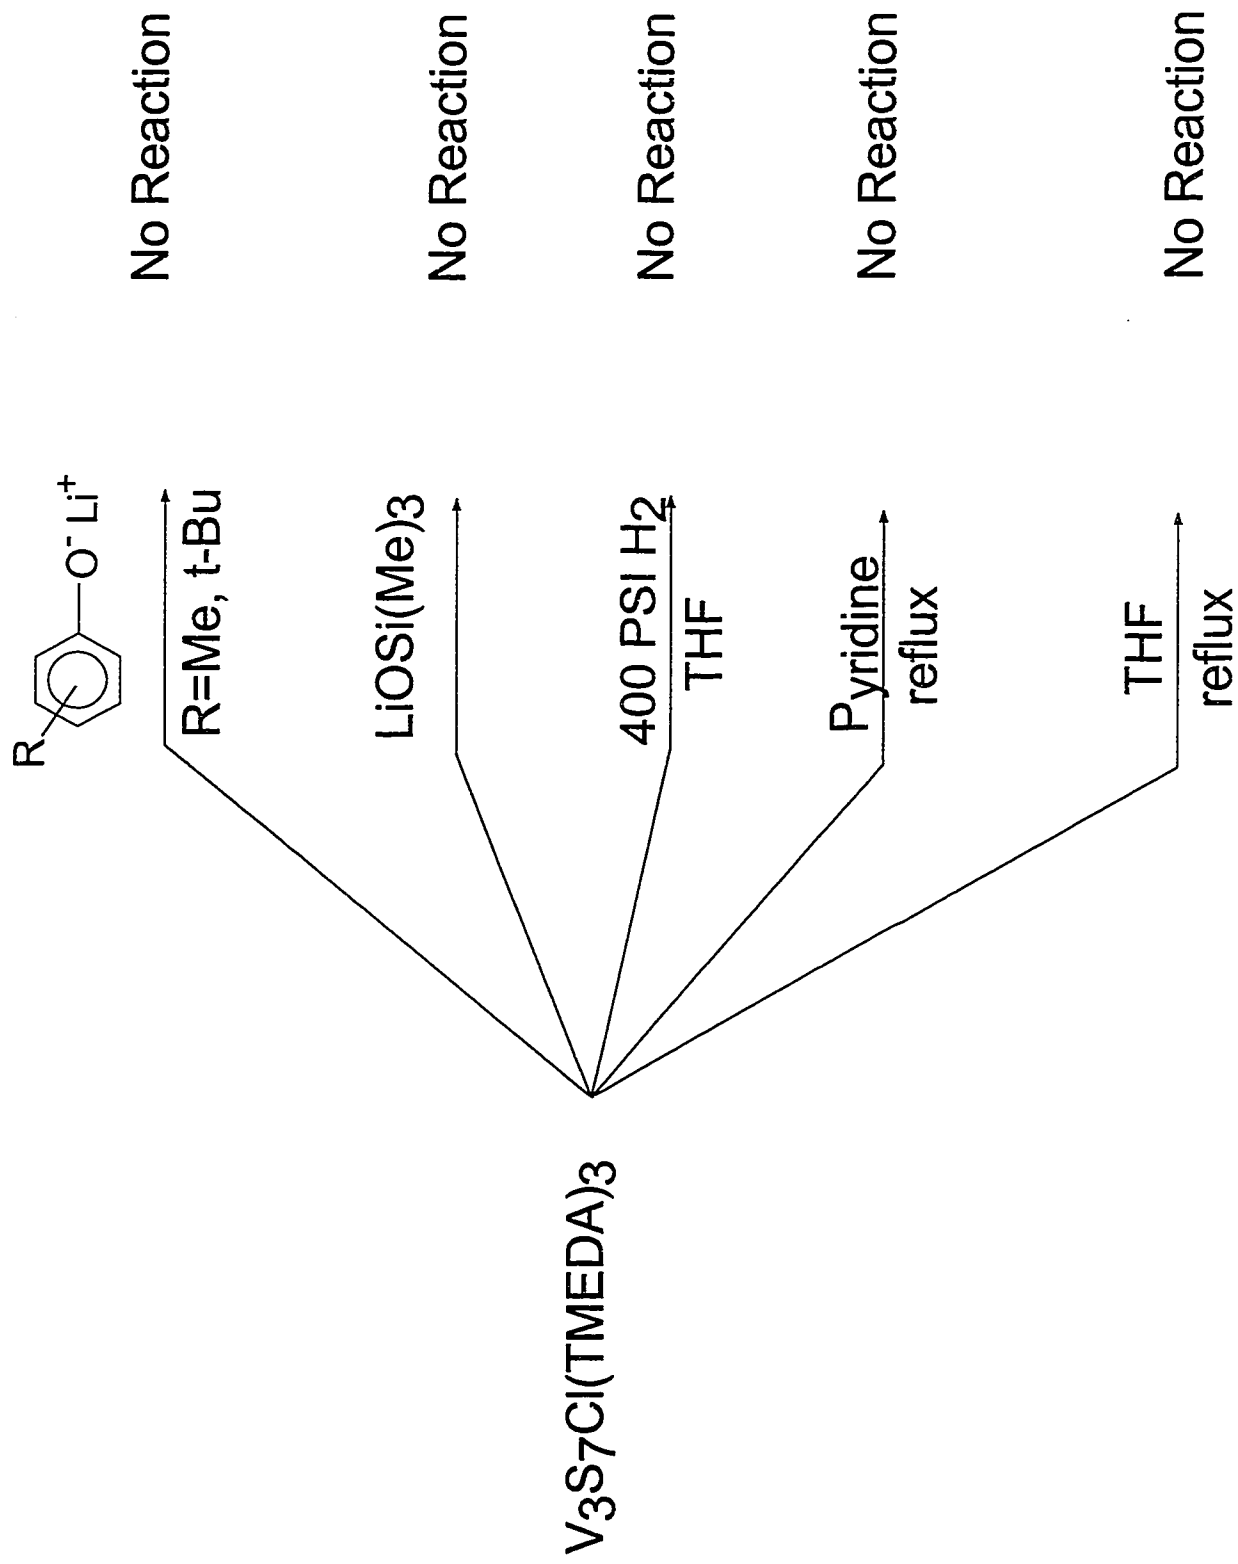 R
O⁻ Li⁺
R=Me, t-Bu
No Reaction
LiOSi(Me)₃
No Reaction
V₃S₇Cl(TMEDA)₃
400 PSI H₂
THF
No Reaction
Pyridine
reflux
No Reaction
THF
reflux
No Reaction